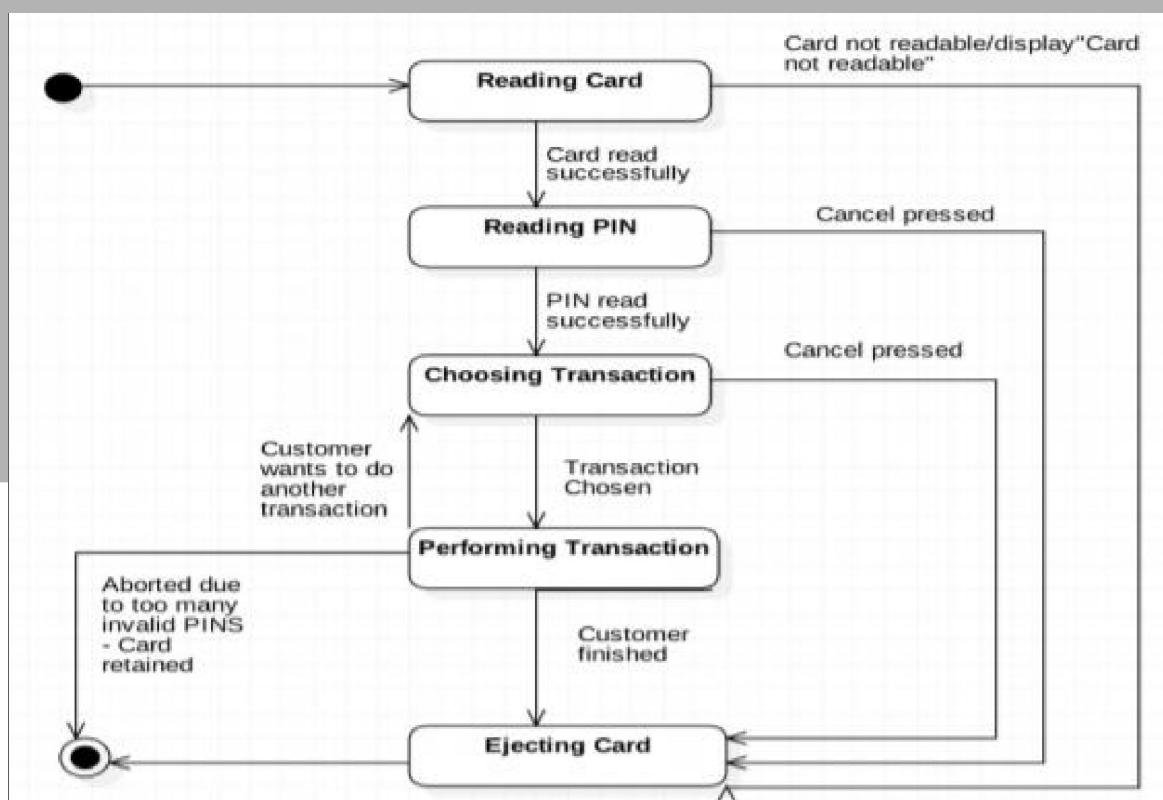 Card not readable/display"Card
not readable"
Reading Card
Card read
successfully
Reading PIN
Cancel pressed
PIN read
successfully
Choosing Transaction
Cancel pressed
Customer
wants to do
another
transaction
Transaction
Chosen
Performing Transaction
Aborted due
to too many
invalid PINS
- Card
retained
Customer
finished
Ejecting Card